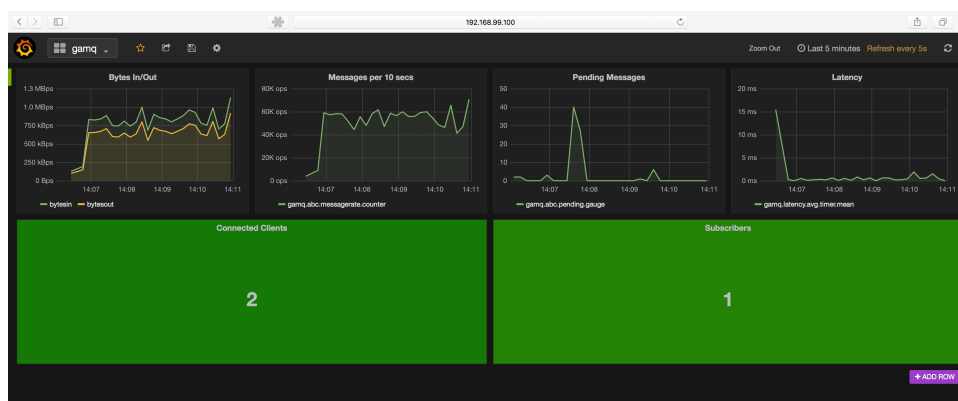 192.168.99.100
gamq
Zoom Out Last 5 minutes Refresh every 5s
Bytes In/Out
1.3 MBps
1.0 MBps
750 kBps
500 kBps
250 kBps
0 Bps
14:07 14:08 14:09 14:10 14:11
bytesin bytesout
Messages per 10 secs
80K ops
60K ops
40K ops
20K ops
0 ops
14:07 14:08 14:09 14:10 14:11
gamq.abc.messagerate.counter
Pending Messages
50
40
30
20
10
0
14:07 14:08 14:09 14:10 14:11
gamq.abc.pending.gauge
Latency
20 ms
15 ms
10 ms
5 ms
0 ms
14:07 14:08 14:09 14:10 14:11
gamq.latency.avg.timer.mean
Connected Clients
2
Subscribers
1
+ ADD ROW